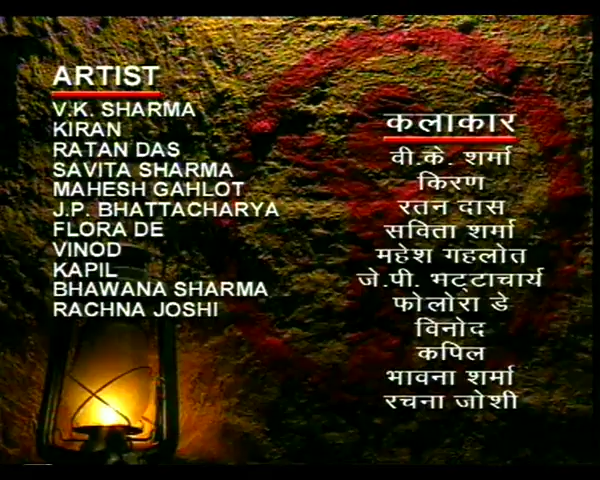 ARTIST
V.K. SHARMA
KIRAN
RATAN DAS
SAVITA SHARMA
MAHESH GAHLOT
J.P. BHATTACHARYA
FLORA DE
VINOD
KAPIL
BHAWANA SHARMA
RACHNA JOSHI
कलाकार
वी.के. शर्मा
किरण
रतन दास
सविता शर्मा
महेश गहलोत
जे.पी. भट्टाचार्य
फोलोरा डे
विनोद
कपिल
भावना शर्मा
रचना जोशी